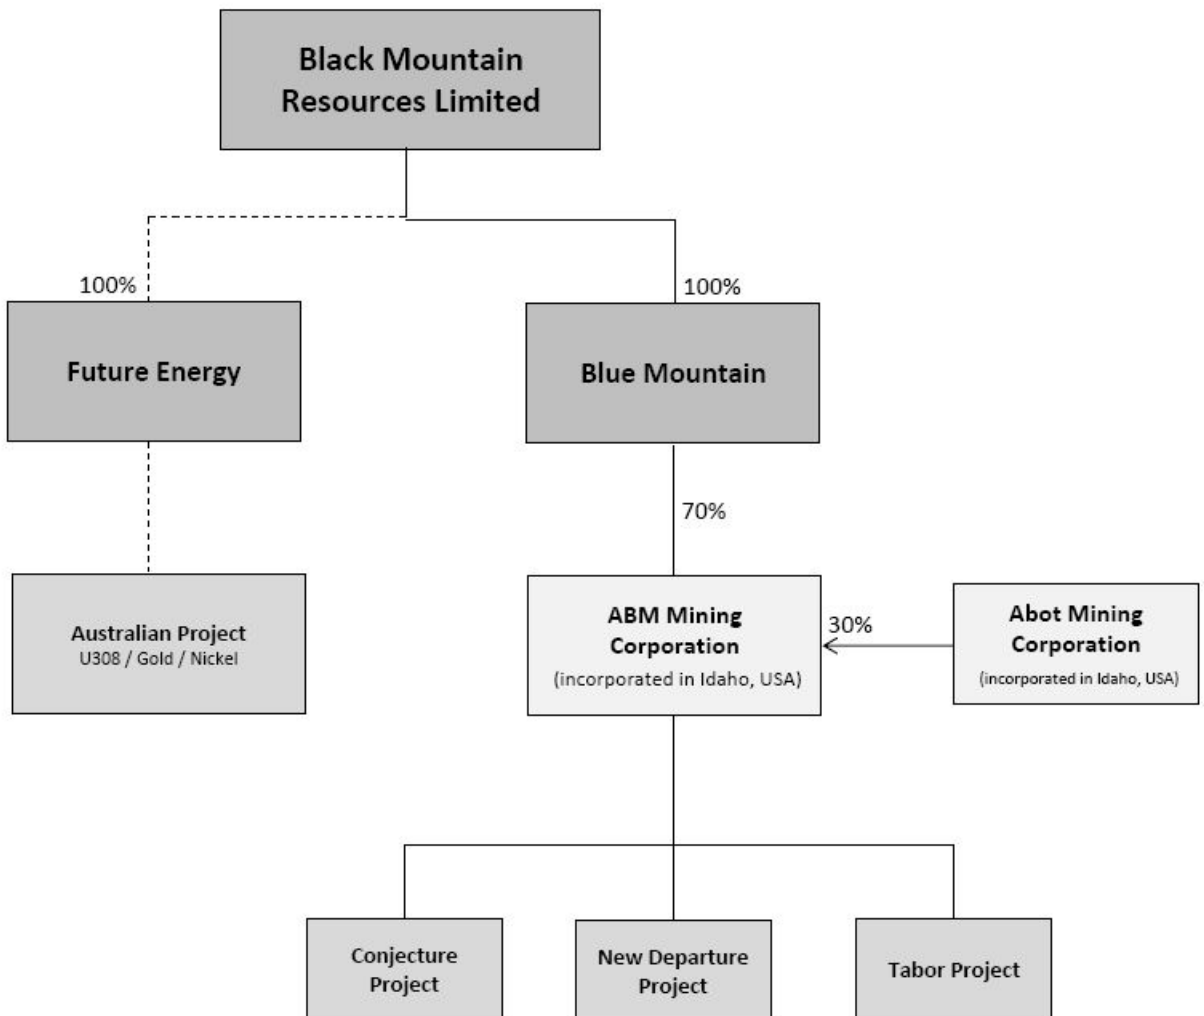 Black Mountain
Resources Limited
100%
100%
Future Energy
Blue Mountain
70%
Australian Project
U308 / Gold / Nickel
ABM Mining
Corporation
(incorporated in Idaho, USA)
30%
Abot Mining
Corporation
(incorporated in Idaho, USA)
Conjecture
Project
New Departure
Project
Tabor Project